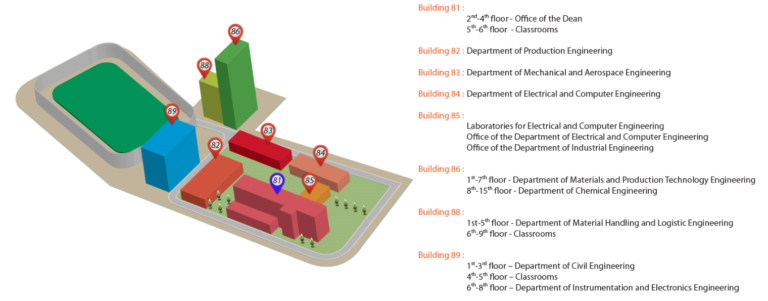 86
88
89
83
82
84
81
85
Building 81 :
2nd-4th floor - Office of the Dean
5th-6th floor - Classrooms
Building 82 : Department of Production Engineering
Building 83 : Department of Mechanical and Aerospace Engineering
Building 84 : Department of Electrical and Computer Engineering
Building 85
Laboratories for Electrical and Computer Engineering
Office of the Department of Electrical and Computer Engineering
Office of the Department of Industrial Engineering
Building 86 :
1st-7th floor - Department of Materials and Production Technology Engineering
8th-15th floor - Department of Chemical Engineering
Building 88 :
1st-5th floor - Department of Material Handling and Logistic Engineering
6th-9th floor - Classrooms
Building 89 :
1st-3rd floor – Department of Civil Engineering
4th-5th floor – Classrooms
6th-8th floor – Department of Instrumentation and Electronics Engineering